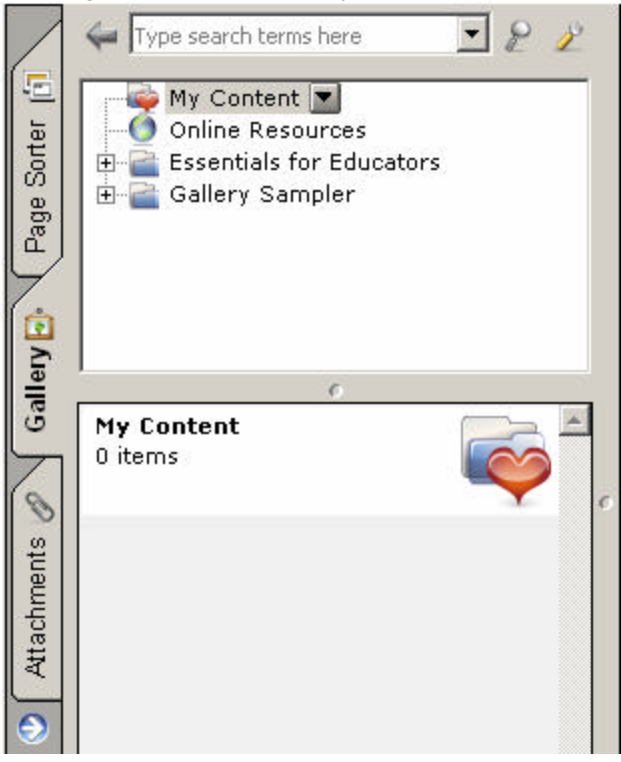 Type search terms here
My Content
Online Resources
Essentials for Educators
Gallery Sampler
Page Sorter
Gallery
Attachments
My Content
0 items